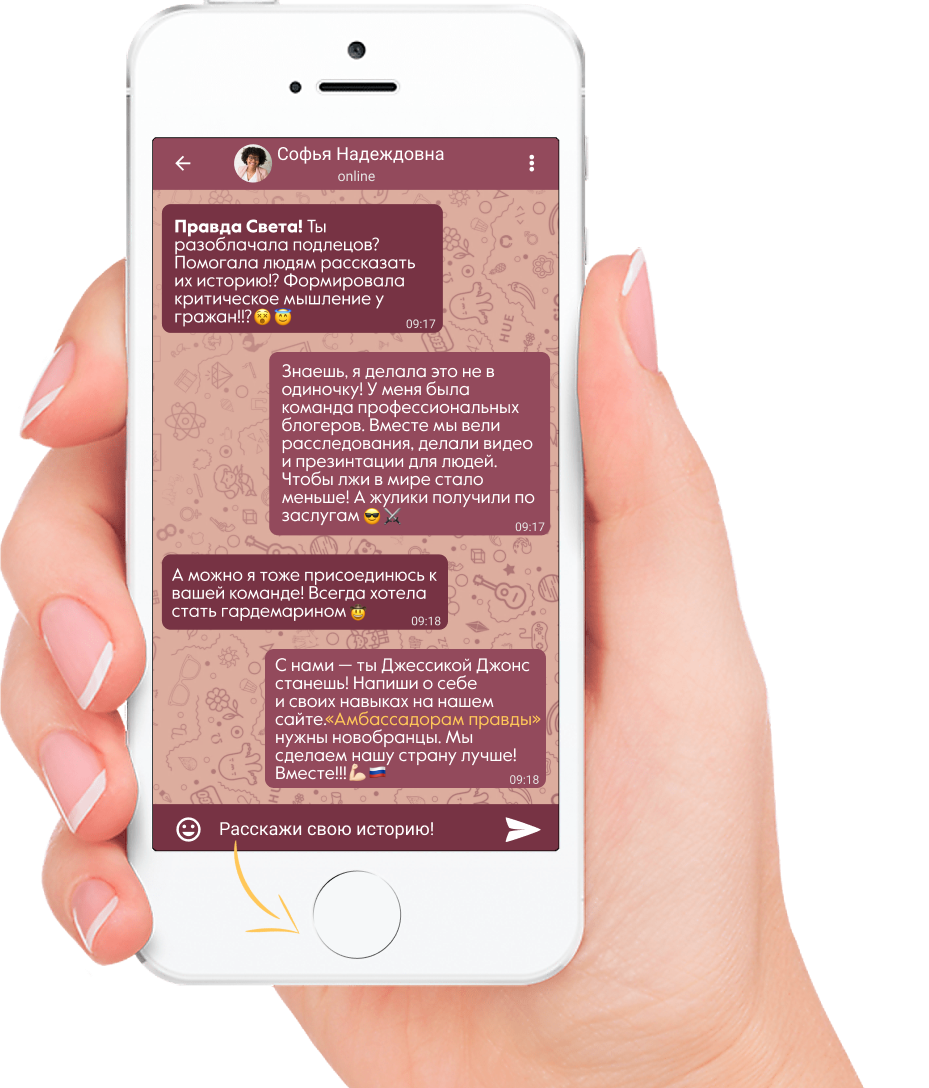 Софья Надеждовна
online
Правда Света! Ты
разоблачала подлецов?
Помогала людям рассказать
их историю!? Формировала
критическое мышление у
гражан!!?😵😇
09:17
Знаешь, я делала это не в
одиночку! У меня была
команда профессиональных
блогеров. Вместе мы вели
расследования, делали видео
и презинтации для людей.
Чтобы лжи в мире стало
меньше! А жулики получили по
заслугам 😎⚔️
09:17
А можно я тоже присоединюсь к
вашей команде! Всегда хотела
стать гардемарином 🤠
09:18
С нами — ты Джессикой Джонс
станешь! Напиши о себе
и своих навыках на нашем
сайте.«Амбассадорам правды»
нужны новобранцы. Мы
сделаем нашу страну лучше!
Вместе!!!💪🏼🇷🇺
09:18
Расскажи свою историю!
HUE